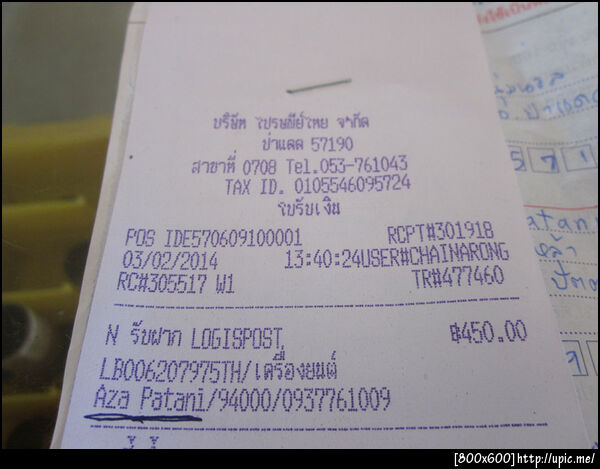 บริษัท ไปรษณีย์ไทย จำกัด
ป่าแดด 57190
สาขาที่ 0708 Tel.053-761043
TAX ID. 0105546095724
ใบรับเงิน
POS IDE570609100001 RCPT#301918
03/02/2014 13:40:24USER#CHAINARONG
RC#305517 W1 TR#477460
N รับฝาก LOGISPOST ฿450.00
LB006207975TH/เครื่องยนต์
Aza Patani/94000/0937761009
5 7 1
atani
[800x600]http://upic.me/